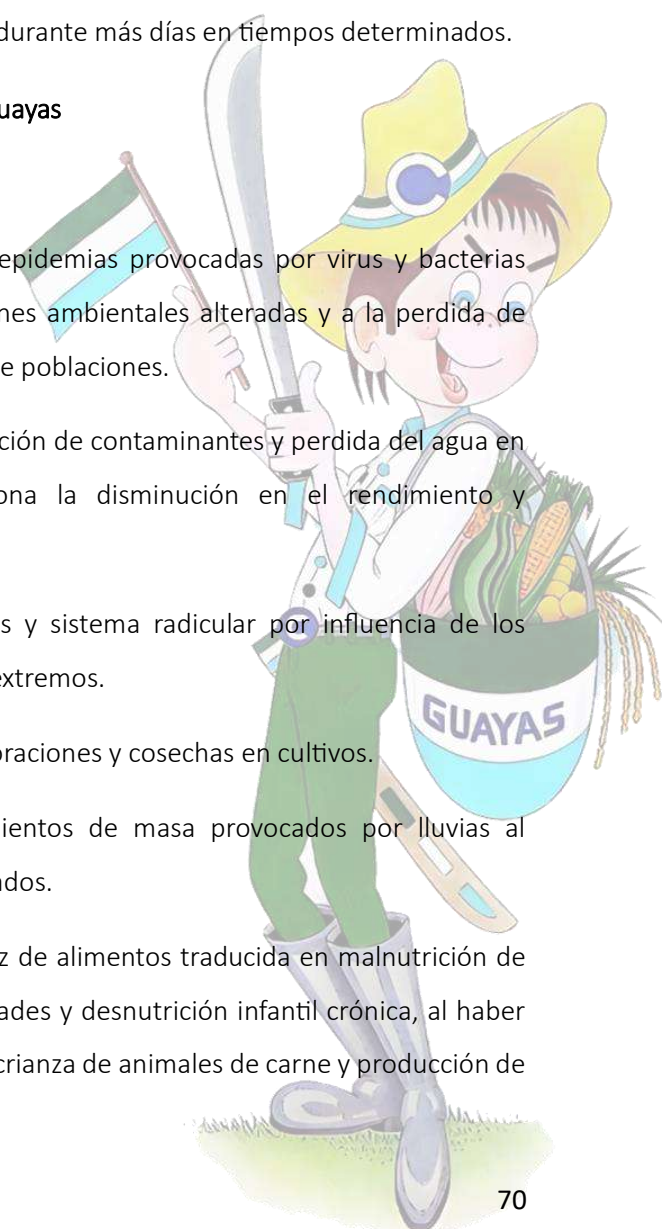 durante más días en tiempos determinados.
uayas
epidemias provocadas por virus y bacterias
nes ambientales alteradas y a la perdida de
e poblaciones.
ción de contaminantes y perdida del agua en
ona la disminución en el rendimiento y
s y sistema radicular por influencia de los
extremos.
GUAYAS
oraciones y cosechas en cultivos.
ientos de masa provocados por lluvias al
ados.
z de alimentos traducida en malnutrición de
ades y desnutrición infantil crónica, al haber
crianza de animales de carne y producción de
70